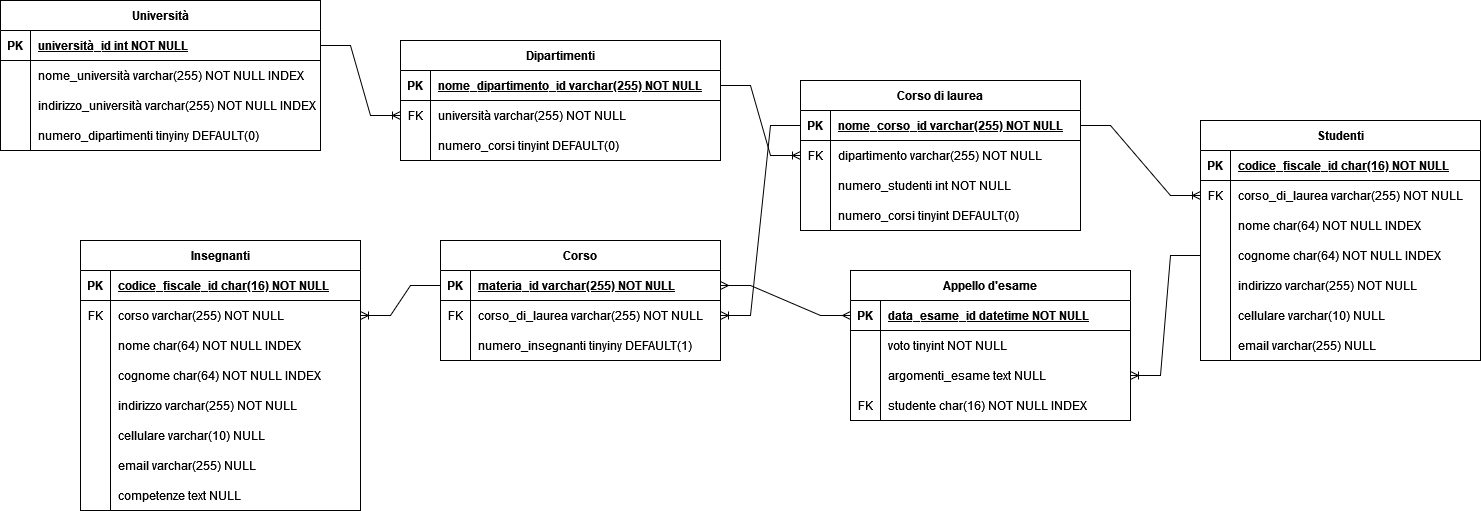 Università
PK università_id int NOT NULL
nome_università varchar(255) NOT NULL INDEX
indirizzo_università varchar(255) NOT NULL INDEX
numero_dipartimenti tinyiny DEFAULT(0)
Dipartimenti
PK nome_dipartimento_id varchar(255) NOT NULL
FK università varchar(255) NOT NULL
numero_corsi tinyint DEFAULT(0)
Corso di laurea
PK nome_corso_id varchar(255) NOT NULL
FK dipartimento varchar(255) NOT NULL
numero_studenti int NOT NULL
numero_corsi tinyint DEFAULT(0)
Studenti
PK codice_fiscale_id char(16) NOT NULL
FK corso_di_laurea varchar(255) NOT NULL
nome char(64) NOT NULL INDEX
cognome char(64) NOT NULL INDEX
indirizzo varchar(255) NOT NULL
cellulare varchar(10) NULL
email varchar(255) NULL
Insegnanti
PK codice_fiscale_id char(16) NOT NULL
FK corso varchar(255) NOT NULL
nome char(64) NOT NULL INDEX
cognome char(64) NOT NULL INDEX
indirizzo varchar(255) NOT NULL
cellulare varchar(10) NULL
email varchar(255) NULL
competenze text NULL
Corso
PK materia_id varchar(255) NOT NULL
FK corso_di_laurea varchar(255) NOT NULL
numero_insegnanti tinyiny DEFAULT(1)
Appello d'esame
PK data_esame_id datetime NOT NULL
voto tinyint NOT NULL
argomenti_esame text NULL
FK studente char(16) NOT NULL INDEX